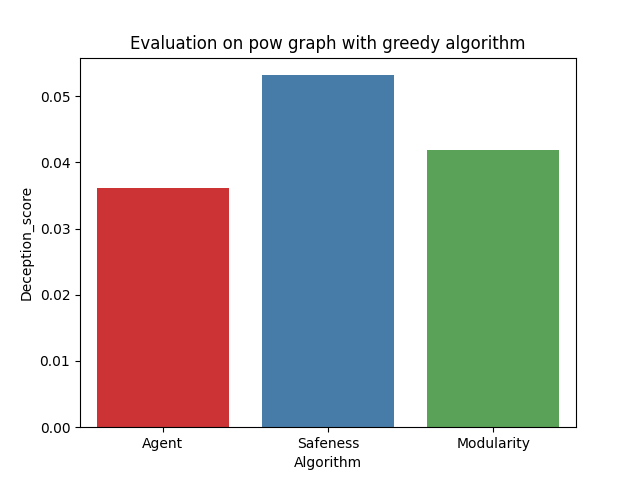 Evaluation on pow graph with greedy algorithm
0.05
0.04
0.03
0.02
0.01
0.00
Deception_score
Agent
Safeness
Modularity
Algorithm